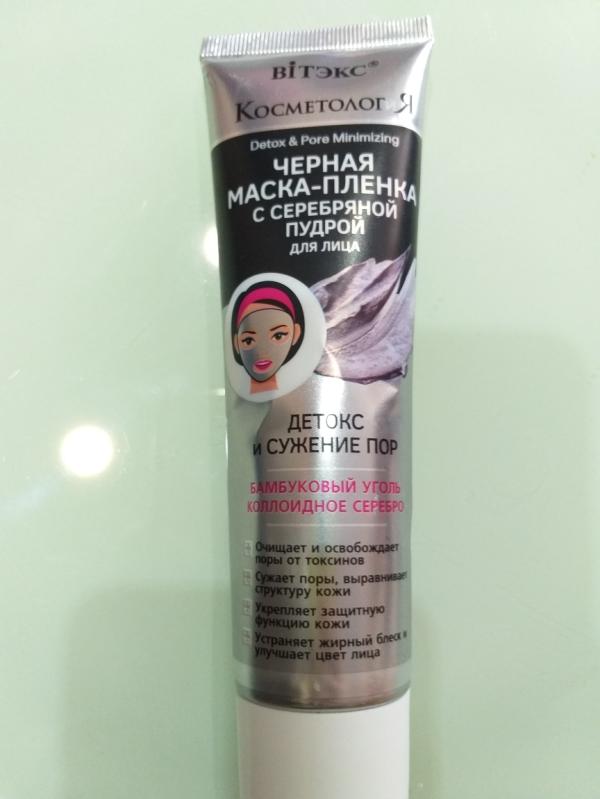 ВіТЭКС®
КОСМЕТОЛОГиЯ
Detox & Pore Minimizing
ЧЕРНАЯ
МАСКА-ПЛЕНКА
С СЕРЕБРЯНОЙ
ПУДРОЙ
ДЛЯ ЛИЦА
ДЕТОКС
и СУЖЕНИЕ ПОР
БАМБУКОВЫЙ УГОЛЬ
КОЛЛОИДНОЕ СЕРЕБРО
Очищает и освобождает
поры от токсинов
Сужает поры, выравнивает
структуру кожи
Укрепляет защитную
функцию кожи
Устраняет жирный блеск и
улучшает цвет лица